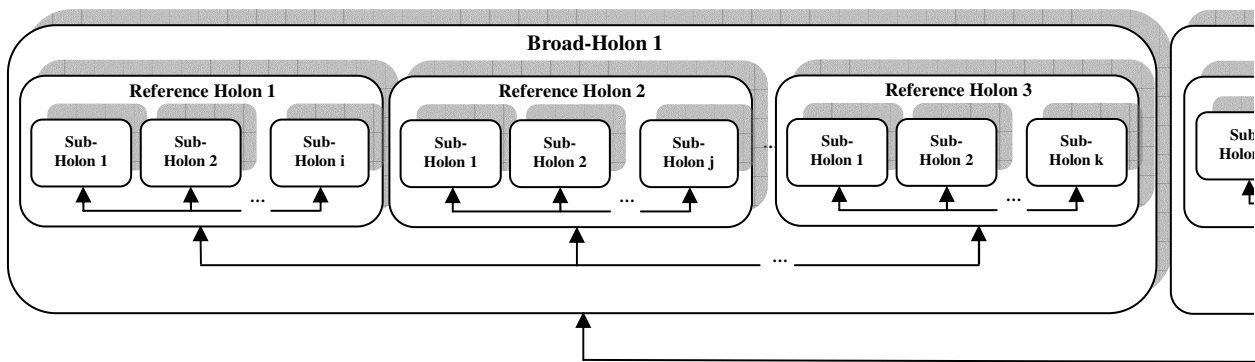 Broad-Holon 1
Reference Holon 1
Sub-
Holon 1
Sub-
Holon 2
Sub-
Holon i
...
Reference Holon 2
Sub-
Holon 1
Sub-
Holon 2
Sub-
Holon j
...
...
Reference Holon 3
Sub-
Holon 1
Sub-
Holon 2
Sub-
Holon k
...
...